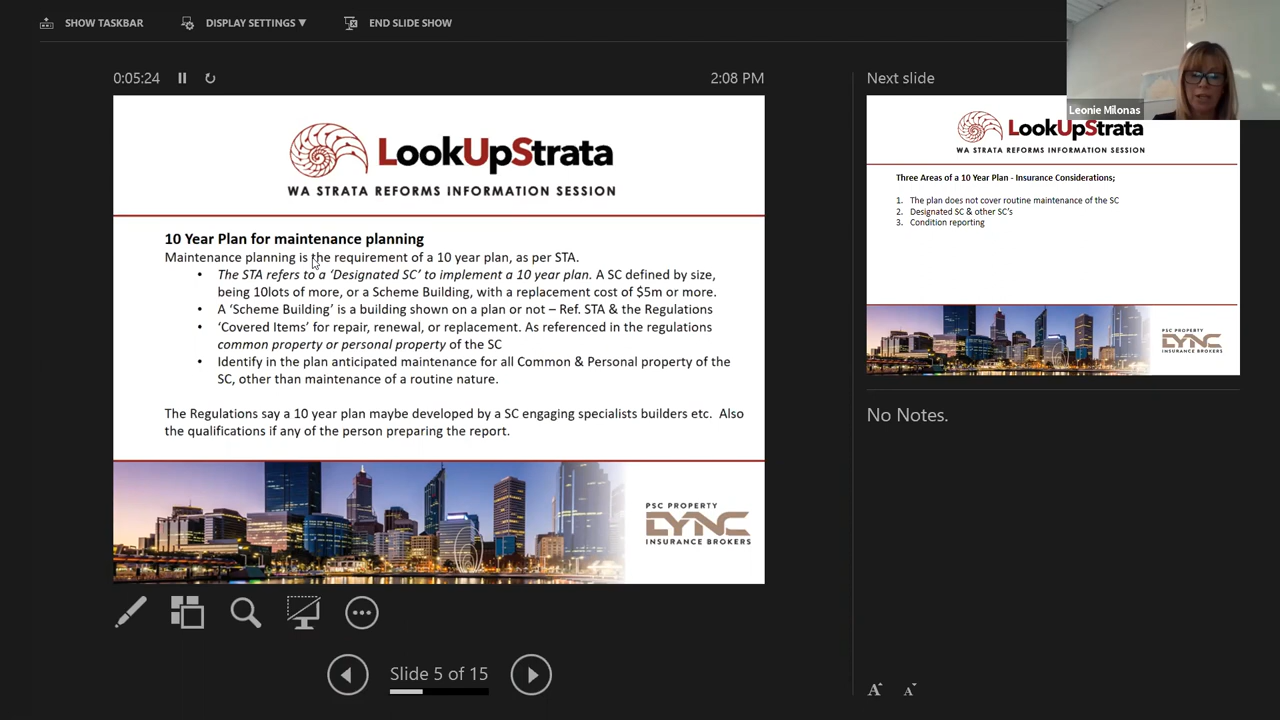 SHOW TASKBAR
DISPLAY SETTINGS ▼
END SLIDE SHOW
0:05:24
2:08 PM
Next slide
Leonie Milonas
LookUpStrata
WA STRATA REFORMS INFORMATION SESSION
10 Year Plan for maintenance planning
Maintenance planning is the requirement of a 10 year plan, as per STA.
• The STA refers to a ‘Designated SC’ to implement a 10 year plan. A SC defined by size,
being 10lots of more, or a Scheme Building, with a replacement cost of $5m or more.
• A ‘Scheme Building’ is a building shown on a plan or not – Ref. STA & the Regulations
• ‘Covered Items’ for repair, renewal, or replacement. As referenced in the regulations
common property or personal property of the SC
• Identify in the plan anticipated maintenance for all Common & Personal property of the
SC, other than maintenance of a routine nature.
The Regulations say a 10 year plan maybe developed by a SC engaging specialists builders etc. Also
the qualifications if any of the person preparing the report.
PSC PROPERTY
LYNC
INSURANCE BROKERS
LookUpStrata
WA STRATA REFORMS INFORMATION SESSION
Three Areas of a 10 Year Plan - Insurance Considerations;
1. The plan does not cover routine maintenance of the SC
2. Designated SC & other SC’s
3. Condition reporting
PSC PROPERTY
LYNC
INSURANCE BROKERS
No Notes.
Slide 5 of 15
A A